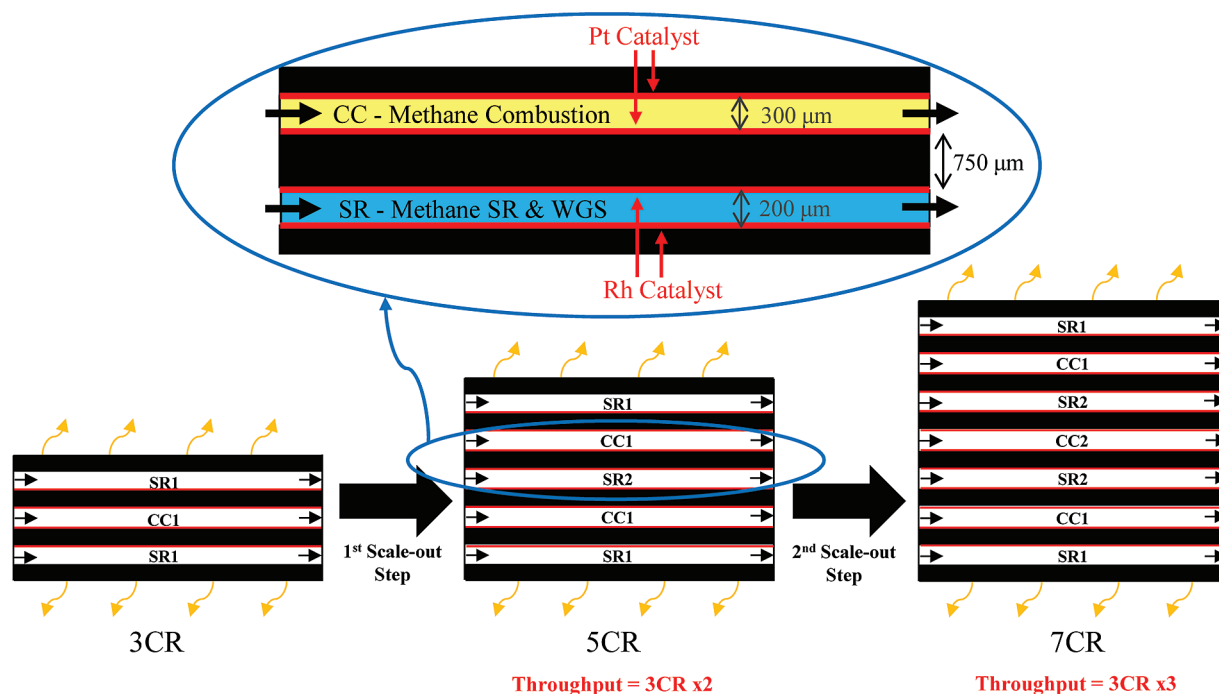 Pt Catalyst
CC - Methane Combustion
300 μm
750 μm
SR - Methane SR & WGS
200 μm
Rh Catalyst
SR1
CC1
SR1
3CR
1st Scale-out
Step
SR1
CC1
SR2
CC1
SR1
5CR
Throughput = 3CR x2
2nd Scale-out
Step
SR1
CC1
SR2
CC2
SR2
CC1
SR1
7CR
Throughput = 3CR x3